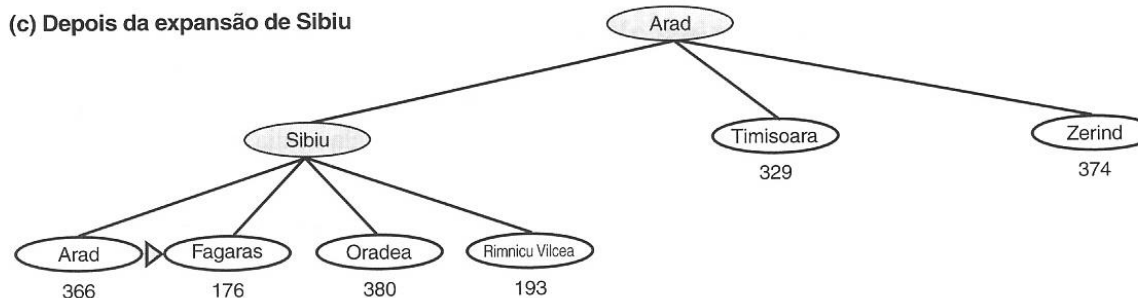 (c) Depois da expansão de Sibiu
Arad
Sibiu
Timisoara
Zerind
329
374
Arad
Fagaras
Oradea
Rimnicu Vilcea
366
176
380
193